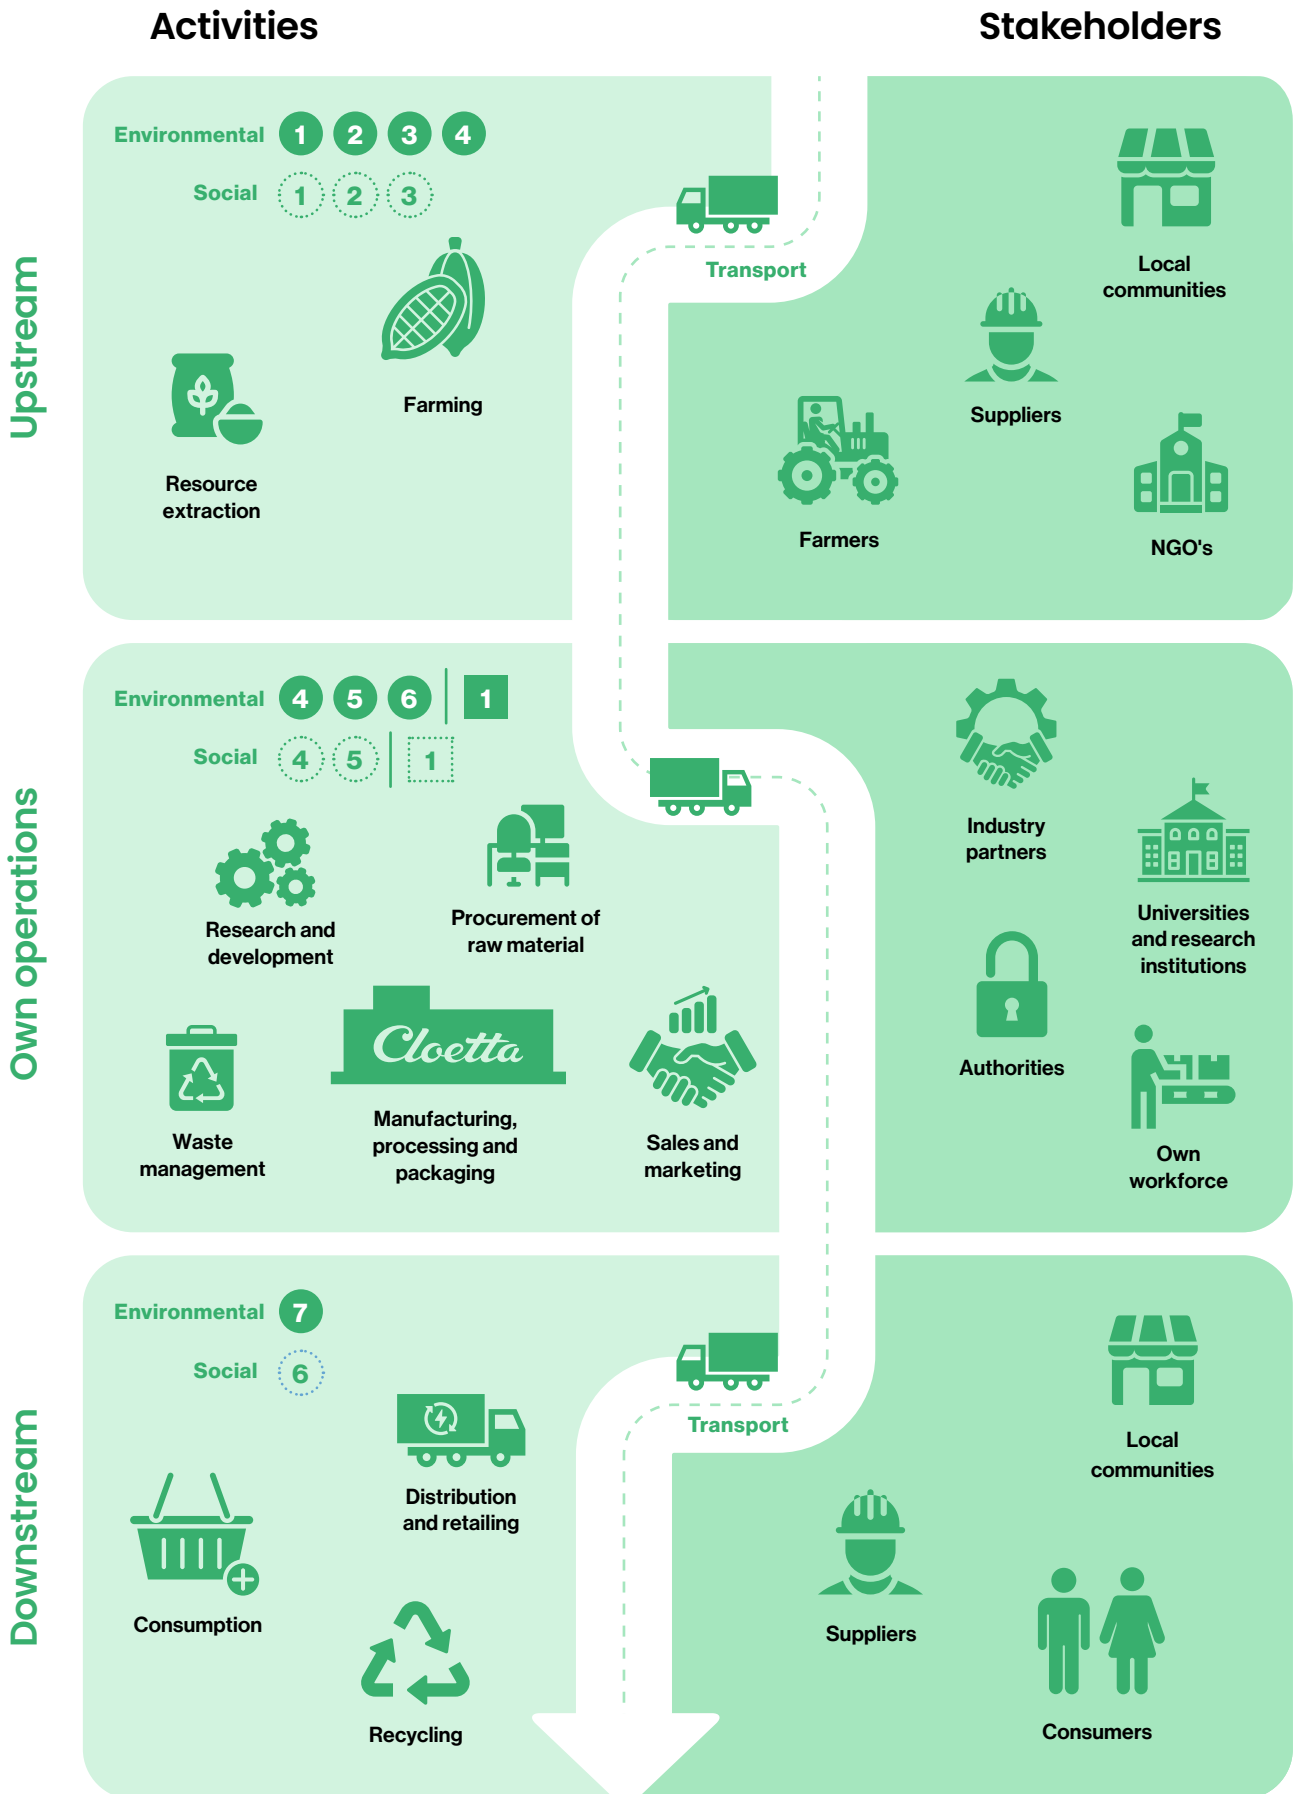 Activities
Stakeholders
Upstream
Environmental 1 2 3 4
Social 1 2 3
Transport
Farming
Resource
extraction
Local
communities
Suppliers
Farmers
NGO's
Own operations
Environmental 4 5 6 1
Social 4 5 1
Research and
development
Procurement of
raw material
Waste
management
Cloetta
Manufacturing,
processing and
packaging
Sales and
marketing
Industry
partners
Universities
and research
institutions
Authorities
Own
workforce
Downstream
Environmental 7
Social 6
Transport
Distribution
and retailing
Consumption
Recycling
Local
communities
Suppliers
Consumers